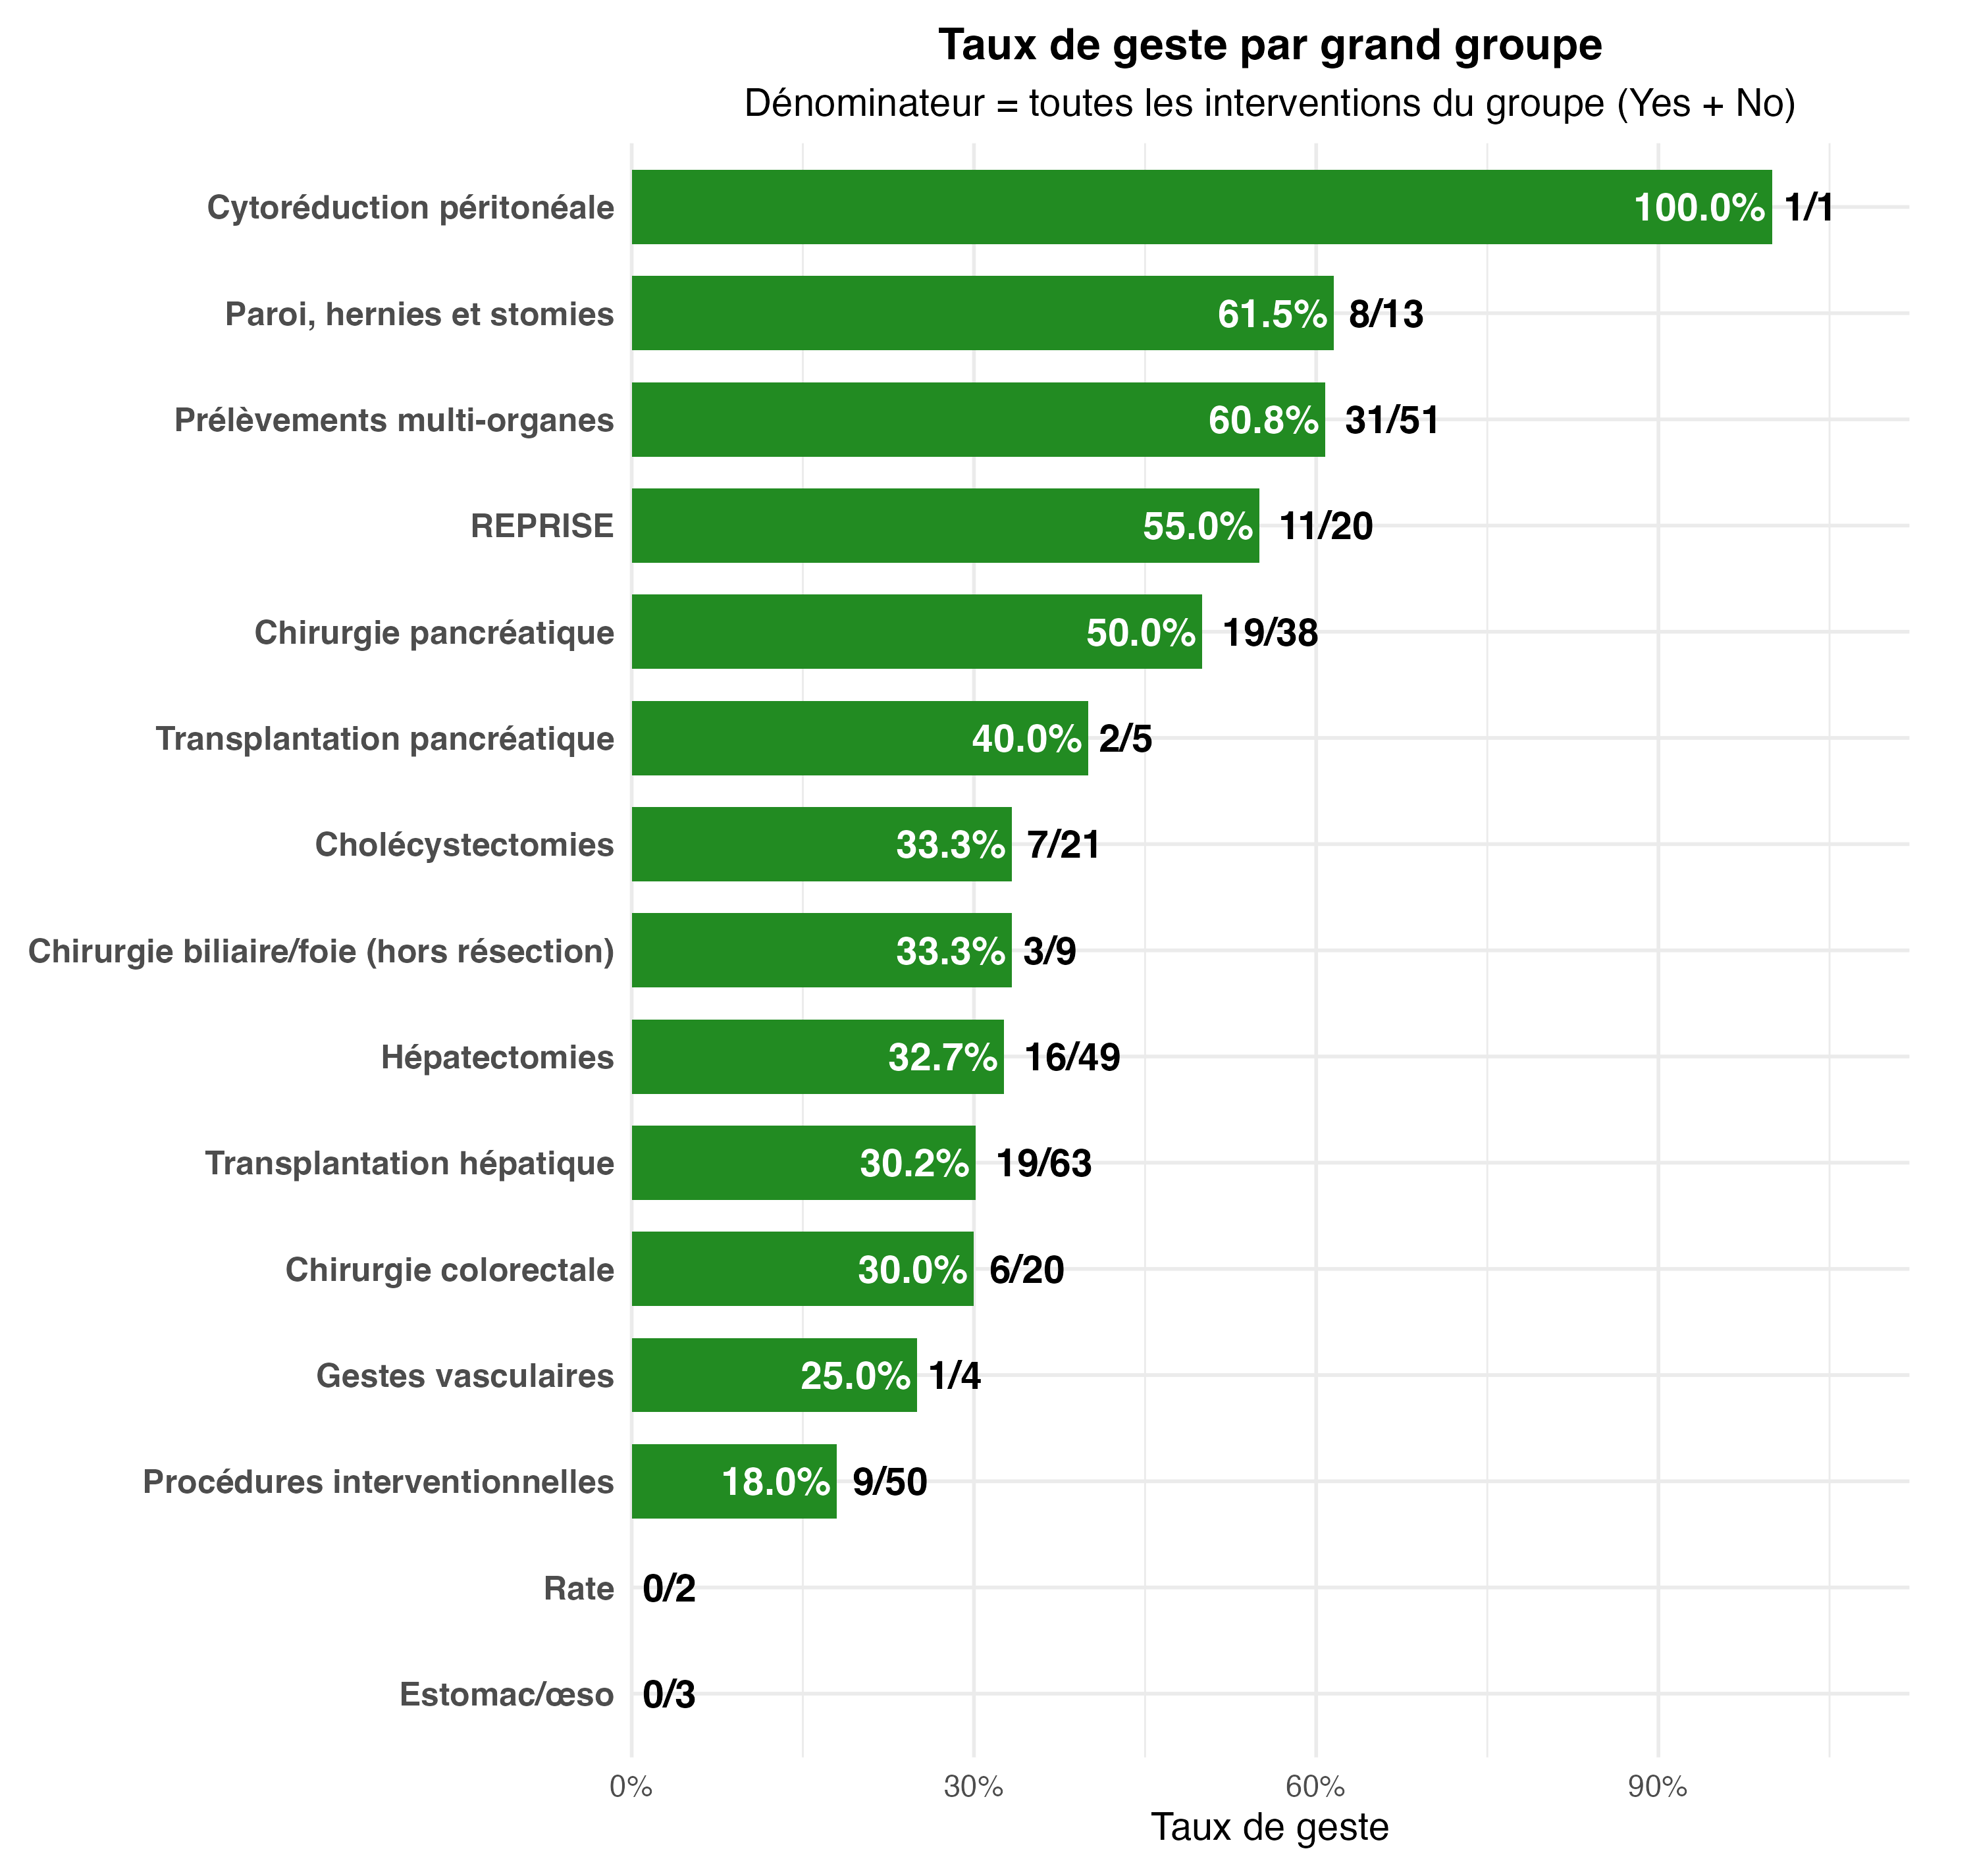 Taux de geste par grand groupe
Dénominateur = toutes les interventions du groupe (Yes + No)
Cytoréduction péritonéale 100.0% 1/1
Paroi, hernies et stomies 61.5% 8/13
Prélèvements multi-organes 60.8% 31/51
REPRISE 55.0% 11/20
Chirurgie pancréatique 50.0% 19/38
Transplantation pancréatique 40.0% 2/5
Cholécystectomies 33.3% 7/21
Chirurgie biliaire/foie (hors résection) 33.3% 3/9
Hépatectomies 32.7% 16/49
Transplantation hépatique 30.2% 19/63
Chirurgie colorectale 30.0% 6/20
Gestes vasculaires 25.0% 1/4
Procédures interventionnelles 18.0% 9/50
Rate 0/2
Estomac/œso 0/3
0% 30% 60% 90%
Taux de geste